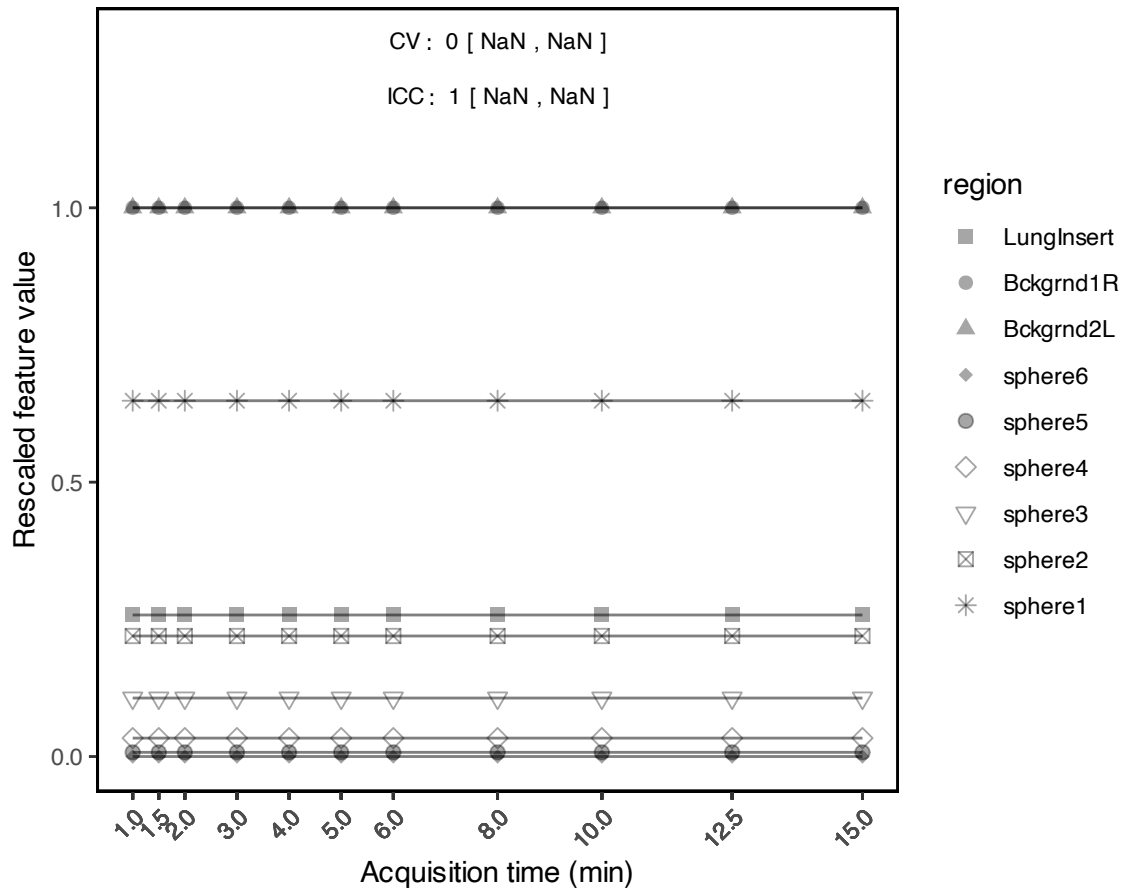 CV : 0 [ NaN , NaN ]
ICC : 1 [ NaN , NaN ]
Rescaled feature value
1.0
0.5
0.0
1.0
1.5
2.0
3.0
4.0
5.0
6.0
8.0
10.0
12.5
15.0
Acquisition time (min)
region
LungInsert
Bckgrnd1R
Bckgrnd2L
sphere6
sphere5
sphere4
sphere3
sphere2
sphere1